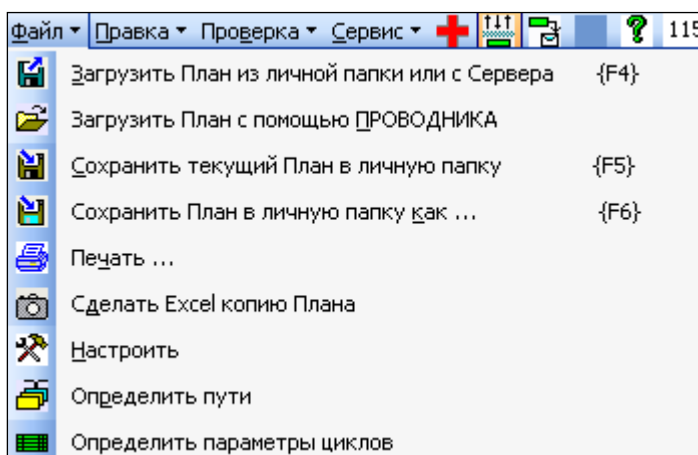 Файл Правка Проверка Сервис 115
Загрузить План из личной папки или с Сервера {F4}
Загрузить План с помощью ПРОВОДНИКА
Сохранить текущий План в личную папку {F5}
Сохранить План в личную папку как ... {F6}
Печать ...
Сделать Excel копию Плана
Настроить
Определить пути
Определить параметры циклов